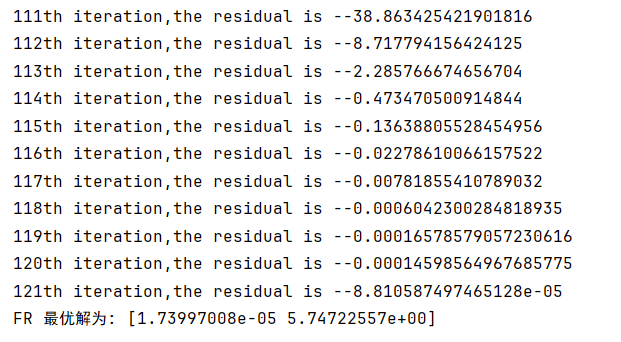 111th iteration,the residual is --38.863425421901816
112th iteration,the residual is --8.717794156424125
113th iteration,the residual is --2.285766674656704
114th iteration,the residual is --0.473470500914844
115th iteration,the residual is --0.13638805528454956
116th iteration,the residual is --0.02278610066157522
117th iteration,the residual is --0.00781855410789032
118th iteration,the residual is --0.0006042300284818935
119th iteration,the residual is --0.00016578579057230616
120th iteration,the residual is --0.00014598564967685775
121th iteration,the residual is --8.810587497465128e-05
FR 最优解为: [1.73997008e-05 5.74722557e+00]